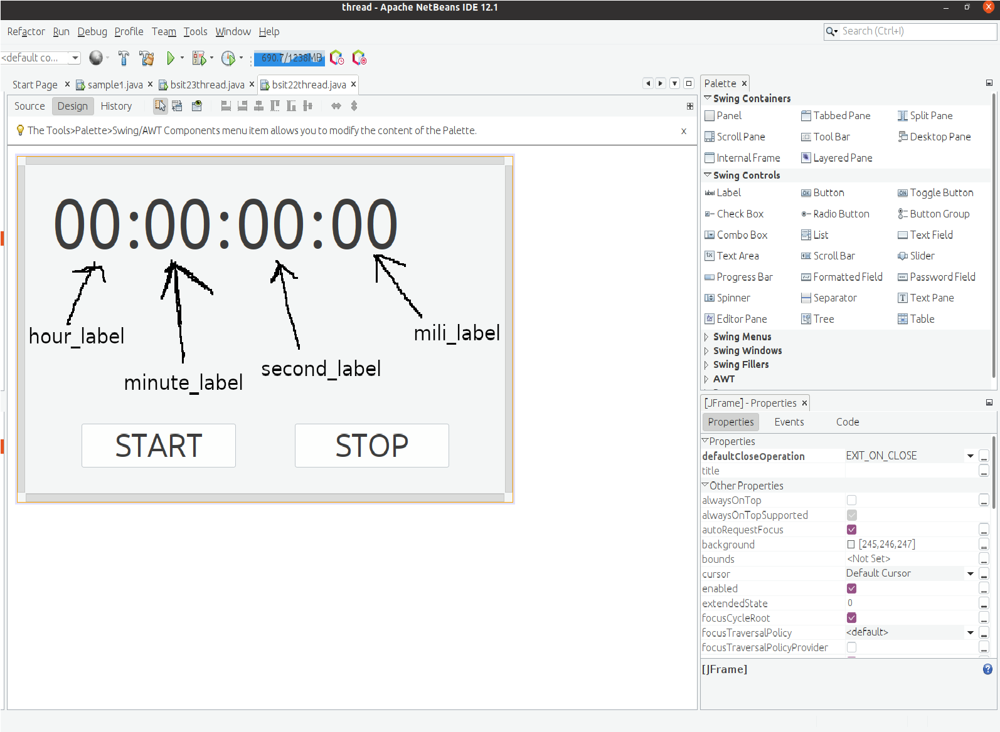 thread - Apache NetBeans IDE 12.1
Refactor Run Debug Profile Team Tools Window Help
Search (Ctrl+I)
<default co...
690.7/1238MB
Start Page
sample1.java
bsit23thread.java
bsit22thread.java
Source Design History
The Tools>Palette>Swing/AWT Components menu item allows you to modify the content of the Palette.
x
00:00:00:00
hour_label
minute_label
second_label
mili_label
START
STOP
Palette
Swing Containers
Panel Tabbed Pane Split Pane
Scroll Pane Tool Bar Desktop Pane
Internal Frame Layered Pane
Swing Controls
Label Button Toggle Button
Check Box Radio Button Button Group
Combo Box List Text Field
Text Area Scroll Bar Slider
Progress Bar Formatted Field Password Field
Spinner Separator Text Pane
Editor Pane Tree Table
Swing Menus
Swing Windows
Swing Fillers
AWT
[JFrame] - Properties
Properties Events Code
Properties
defaultCloseOperation EXIT_ON_CLOSE
title
Other Properties
alwaysOnTop
alwaysOnTopSupported
autoRequestFocus
background [245,246,247]
bounds <Not Set>
cursor Default Cursor
enabled
extendedState 0
focusCycleRoot
focusTraversalPolicy <default>
focusTraversalPolicyProvider
[JFrame]